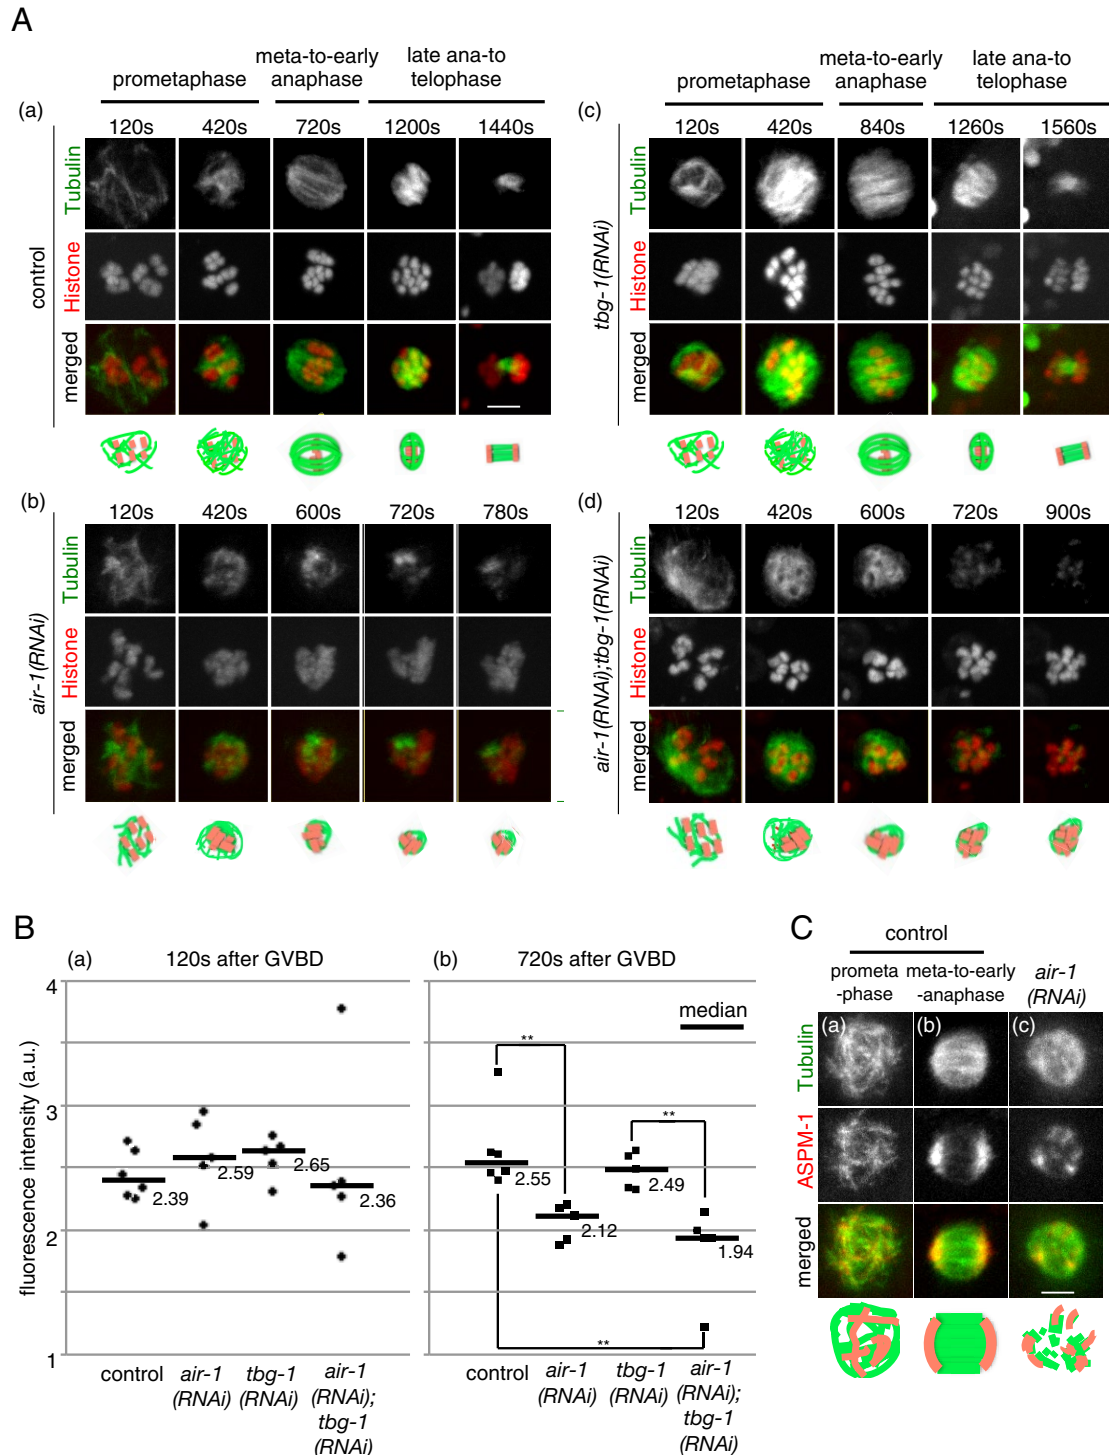 A
prometaphase
meta-to-early
anaphase
late ana-to
telophase
(a)
120s 420s 720s 1200s 1440s
control
Tubulin
Histone
merged
prometaphase
meta-to-early
anaphase
late ana-to
telophase
(c)
120s 420s 840s 1260s 1560s
tbg-1(RNAi)
Tubulin
Histone
merged
(b)
120s 420s 600s 720s 780s
air-1(RNAi)
Tubulin
Histone
merged
(d)
120s 420s 600s 720s 900s
air-1(RNAi);tbg-1(RNAi)
Tubulin
Histone
merged
B
(a) 120s after GVBD
(b) 720s after GVBD
fluorescence intensity (a.u.)
4
3
2
1
2.39
2.59
2.65
2.36
median
**
**
**
2.55
2.12
2.49
1.94
control
air-1
(RNAi)
tbg-1
(RNAi)
air-1
(RNAi);
tbg-1
(RNAi)
control
air-1
(RNAi)
tbg-1
(RNAi)
air-1
(RNAi);
tbg-1
(RNAi)
C
control
prometa
-phase
meta-to-early
-anaphase
air-1
(RNAi)
(a)
(b)
(c)
Tubulin
ASPM-1
merged